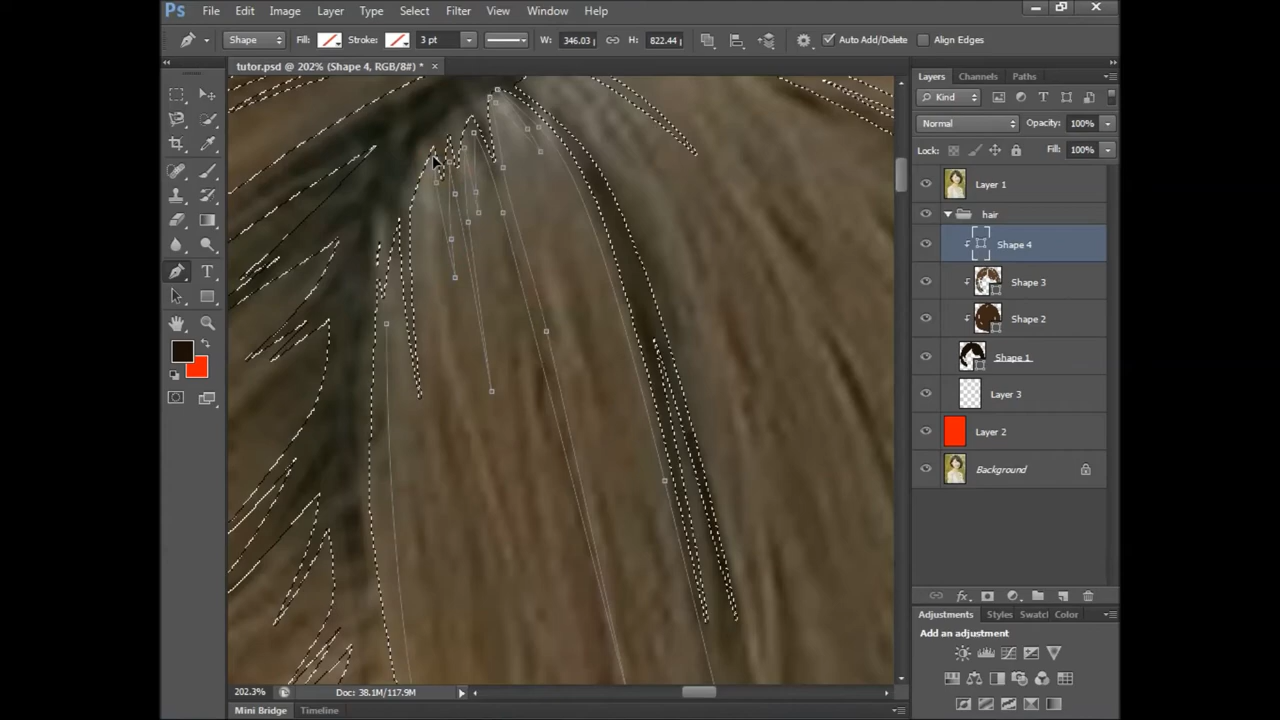 Ps File Edit Image Layer Type Select Filter View Window Help
Shape Fill: Stroke: 3 pt W: 346.03 H: 822.44 Auto Add/Delete Align Edges
tutor.psd @ 202% (Shape 4, RGB/8#) * ×
Layers Channels Paths
Kind T
Normal Opacity: 100%
Lock: Fill: 100%
Layer 1
hair
Shape 4
Shape 3
Shape 2
Shape 1
Layer 3
Layer 2
Background
fx
Adjustments Styles Swatcl Color
Add an adjustment
202.3% Doc: 38.1M/117.9M
Mini Bridge Timeline